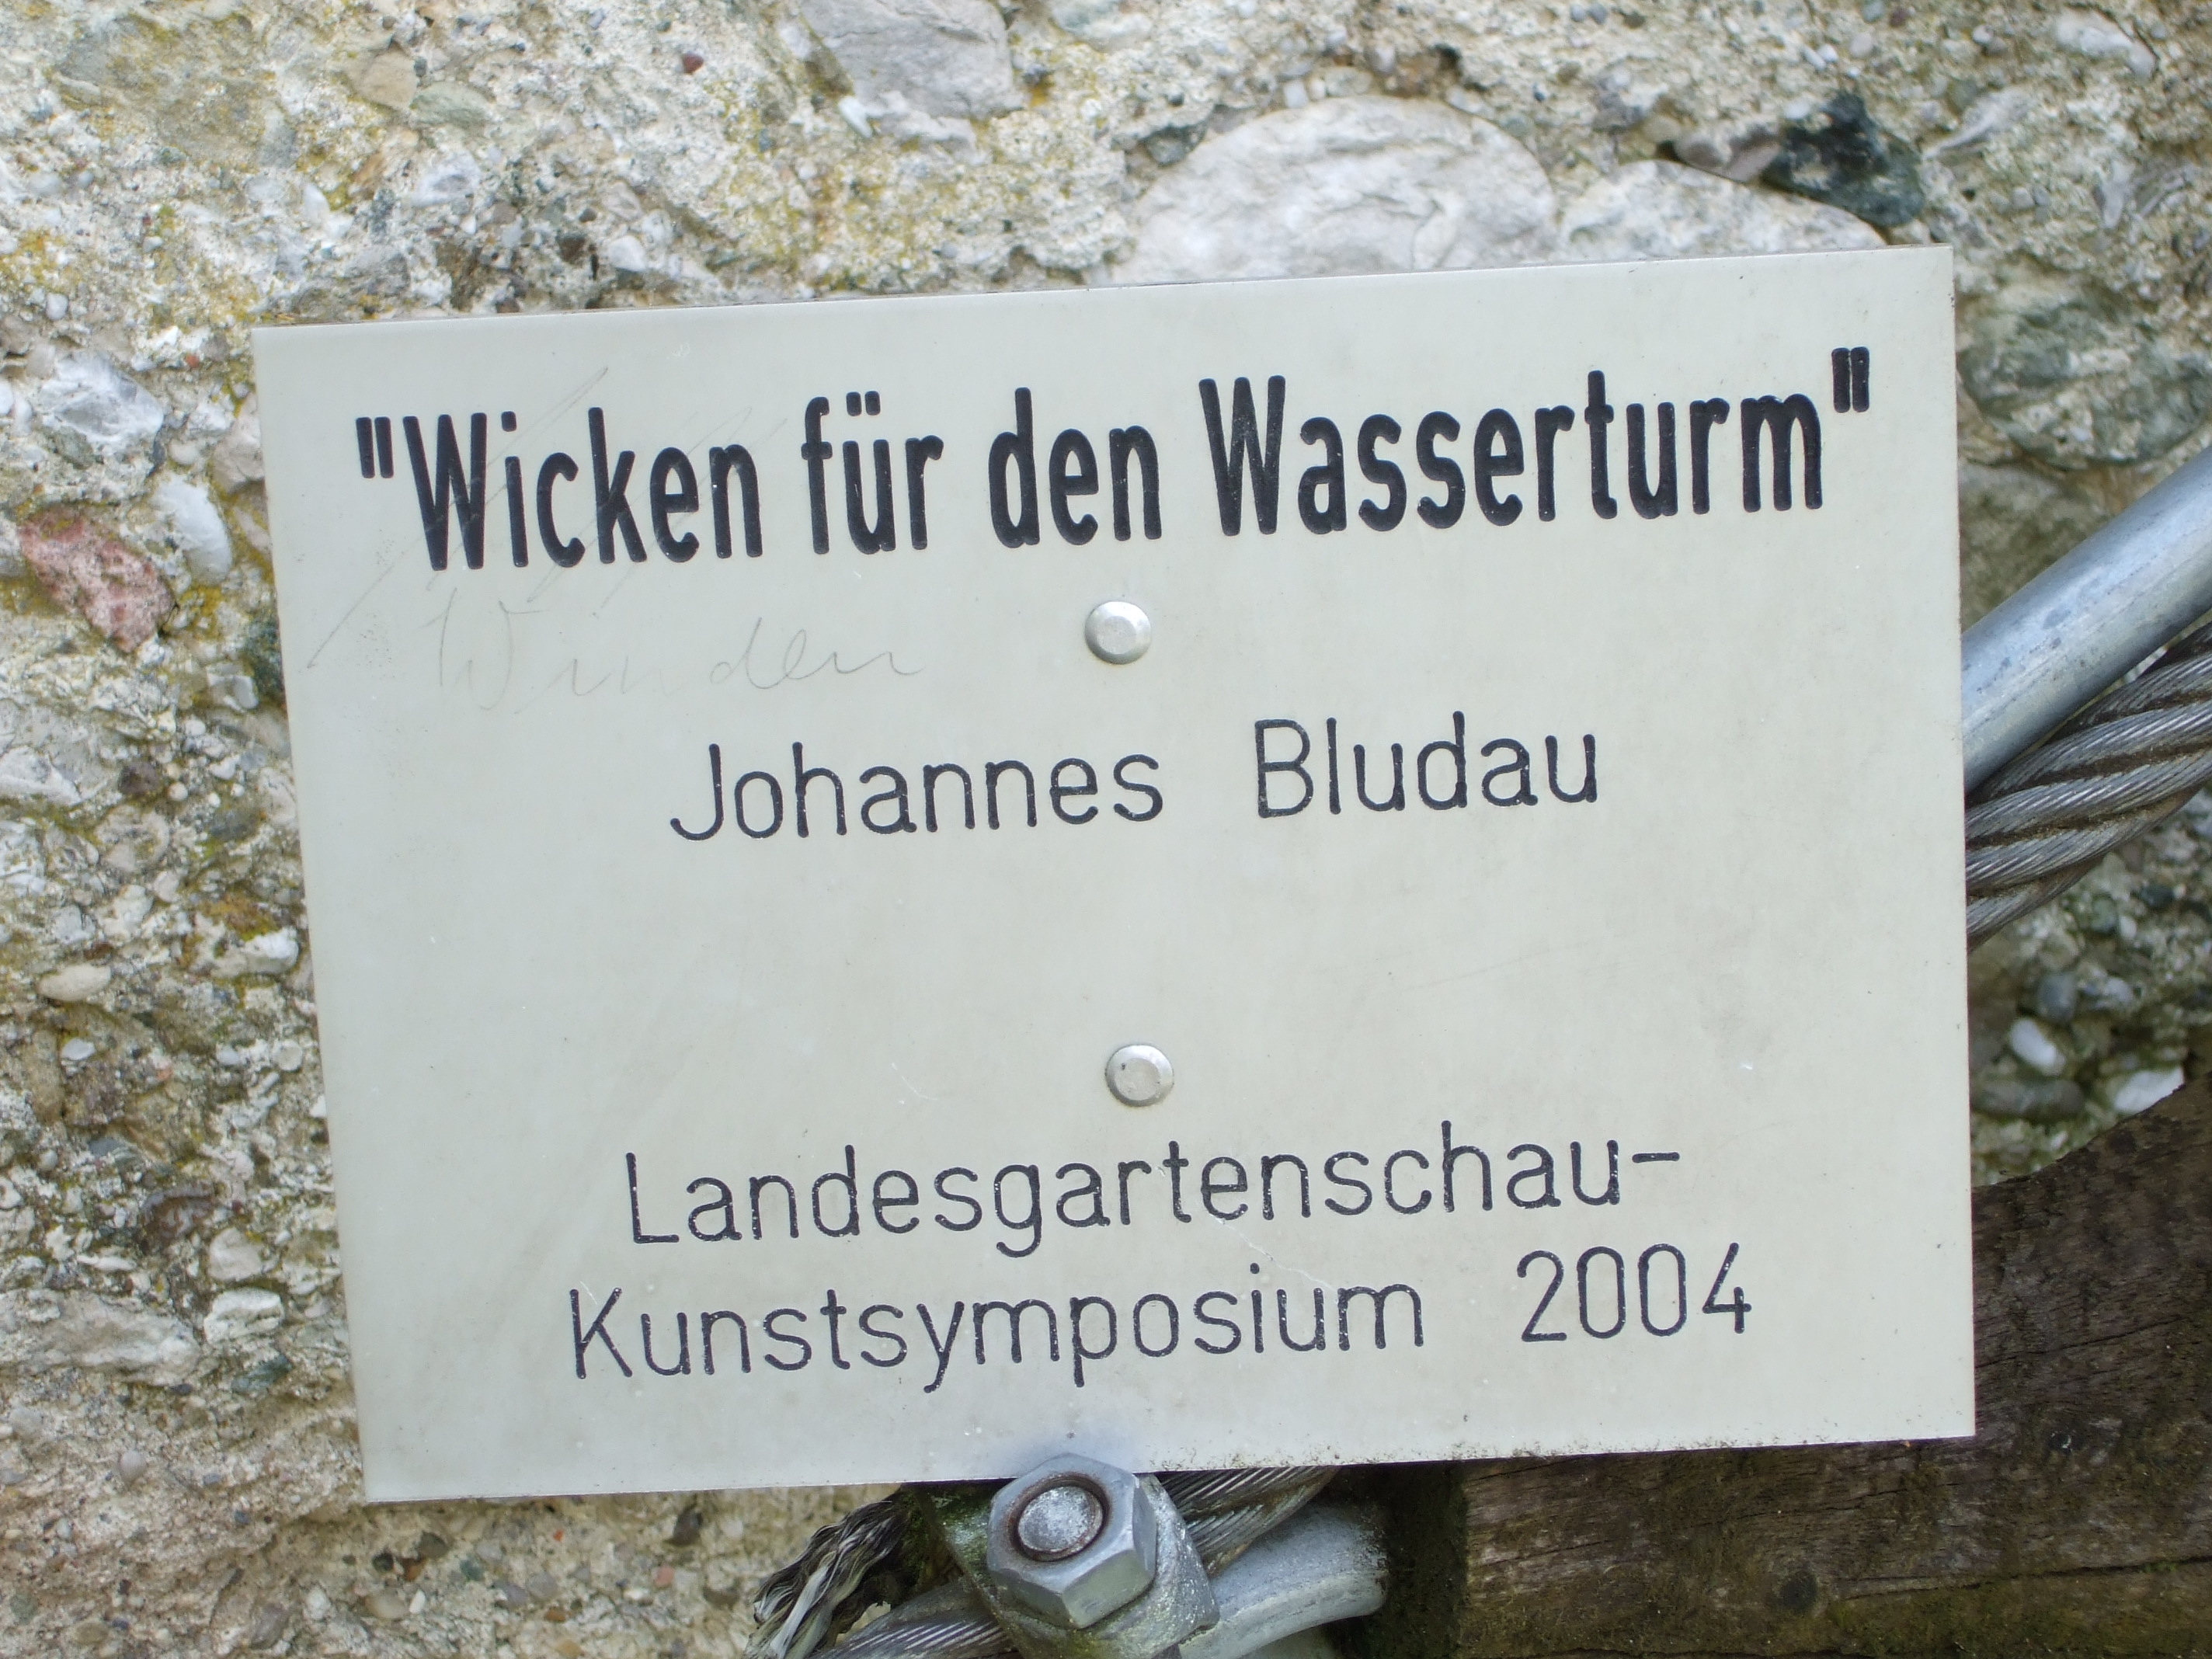 "Wicken für den Wasserturm"
Winden
Johannes Bludau
Landesgartenschau-
Kunstsymposium 2004